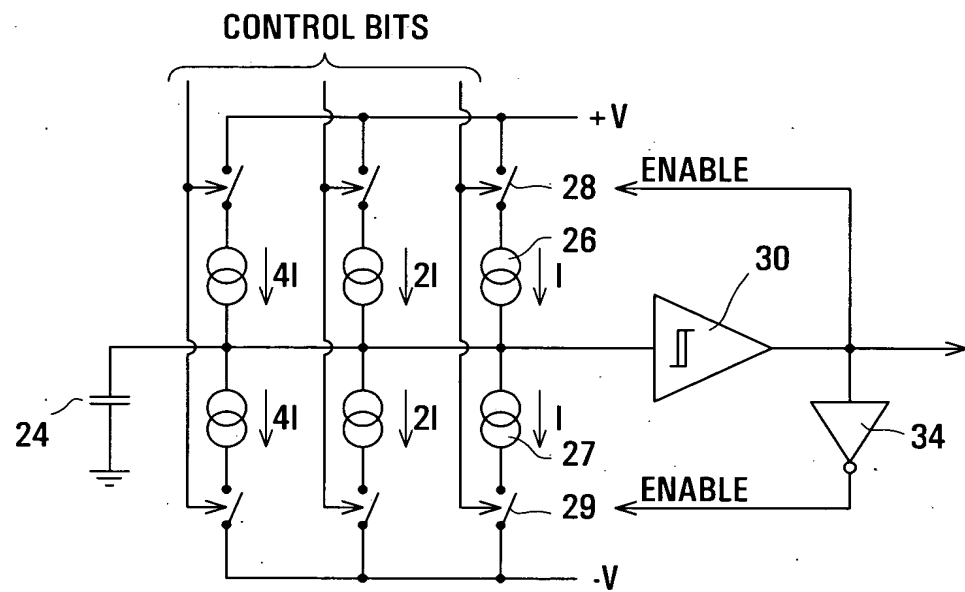 CONTROL BITS
+V
ENABLE
28
26
4I
2I
I
30
24
4I
2I
I
27
34
ENABLE
29
-V